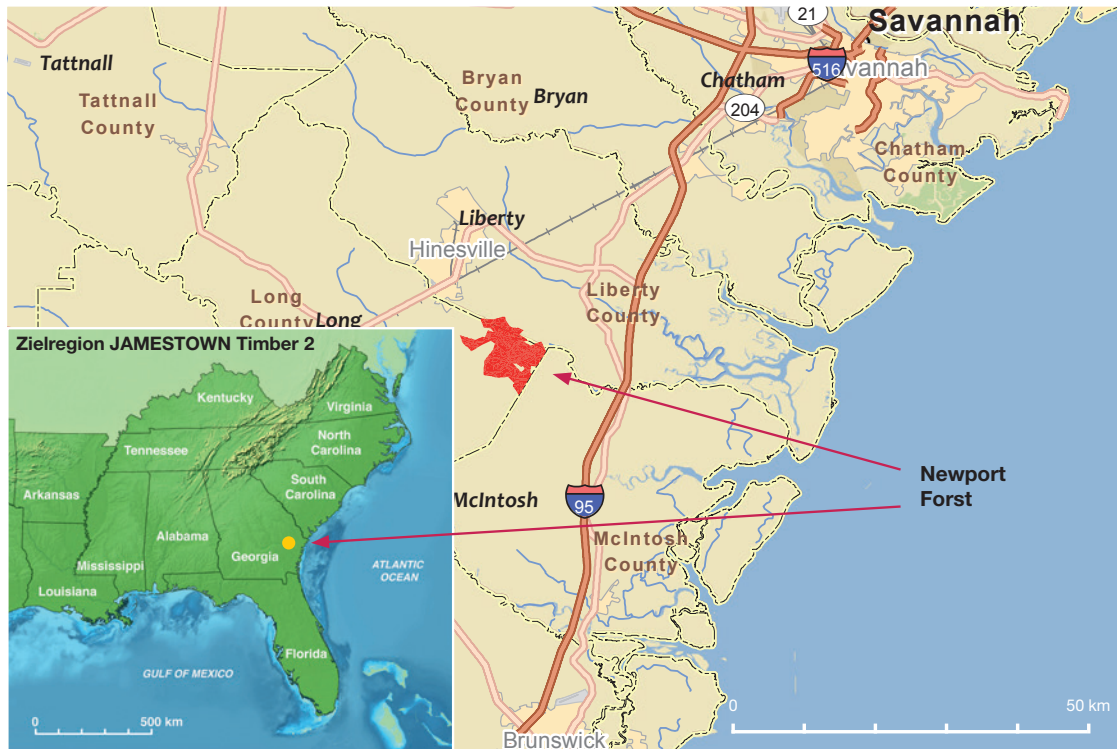 21
Savannah
Tattnall
Tattnall
County
Bryan
County
Bryan
Chatham
516
vannah
204
Chatham
County
Liberty
Hinesville
Liberty
County
Long
County
Long
Zielregion JAMESTOWN Timber 2
Kentucky
Virginia
Tennessee
North
Carolina
South
Carolina
Arkansas
Alabama
Georgia
Mississippi
Louisiana
ATLANTIC
OCEAN
Florida
GULF OF MEXICO
0
500 km
Newport
Forst
McIntosh
95
McIntosh
County
Brunswick
0
50 km